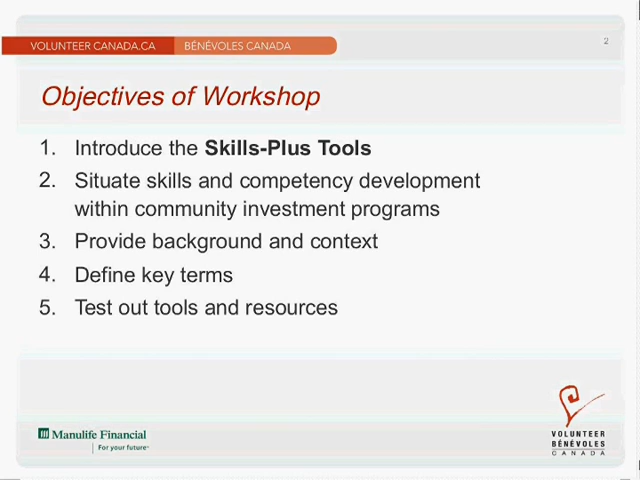 VOLUNTEER CANADA.CA BÉNÉVOLES CANADA
2
Objectives of Workshop
1. Introduce the Skills-Plus Tools
2. Situate skills and competency development
within community investment programs
3. Provide background and context
4. Define key terms
5. Test out tools and resources
Manulife Financial
For your future™
VOLUNTEER
BÉNÉVOLES
CANADA